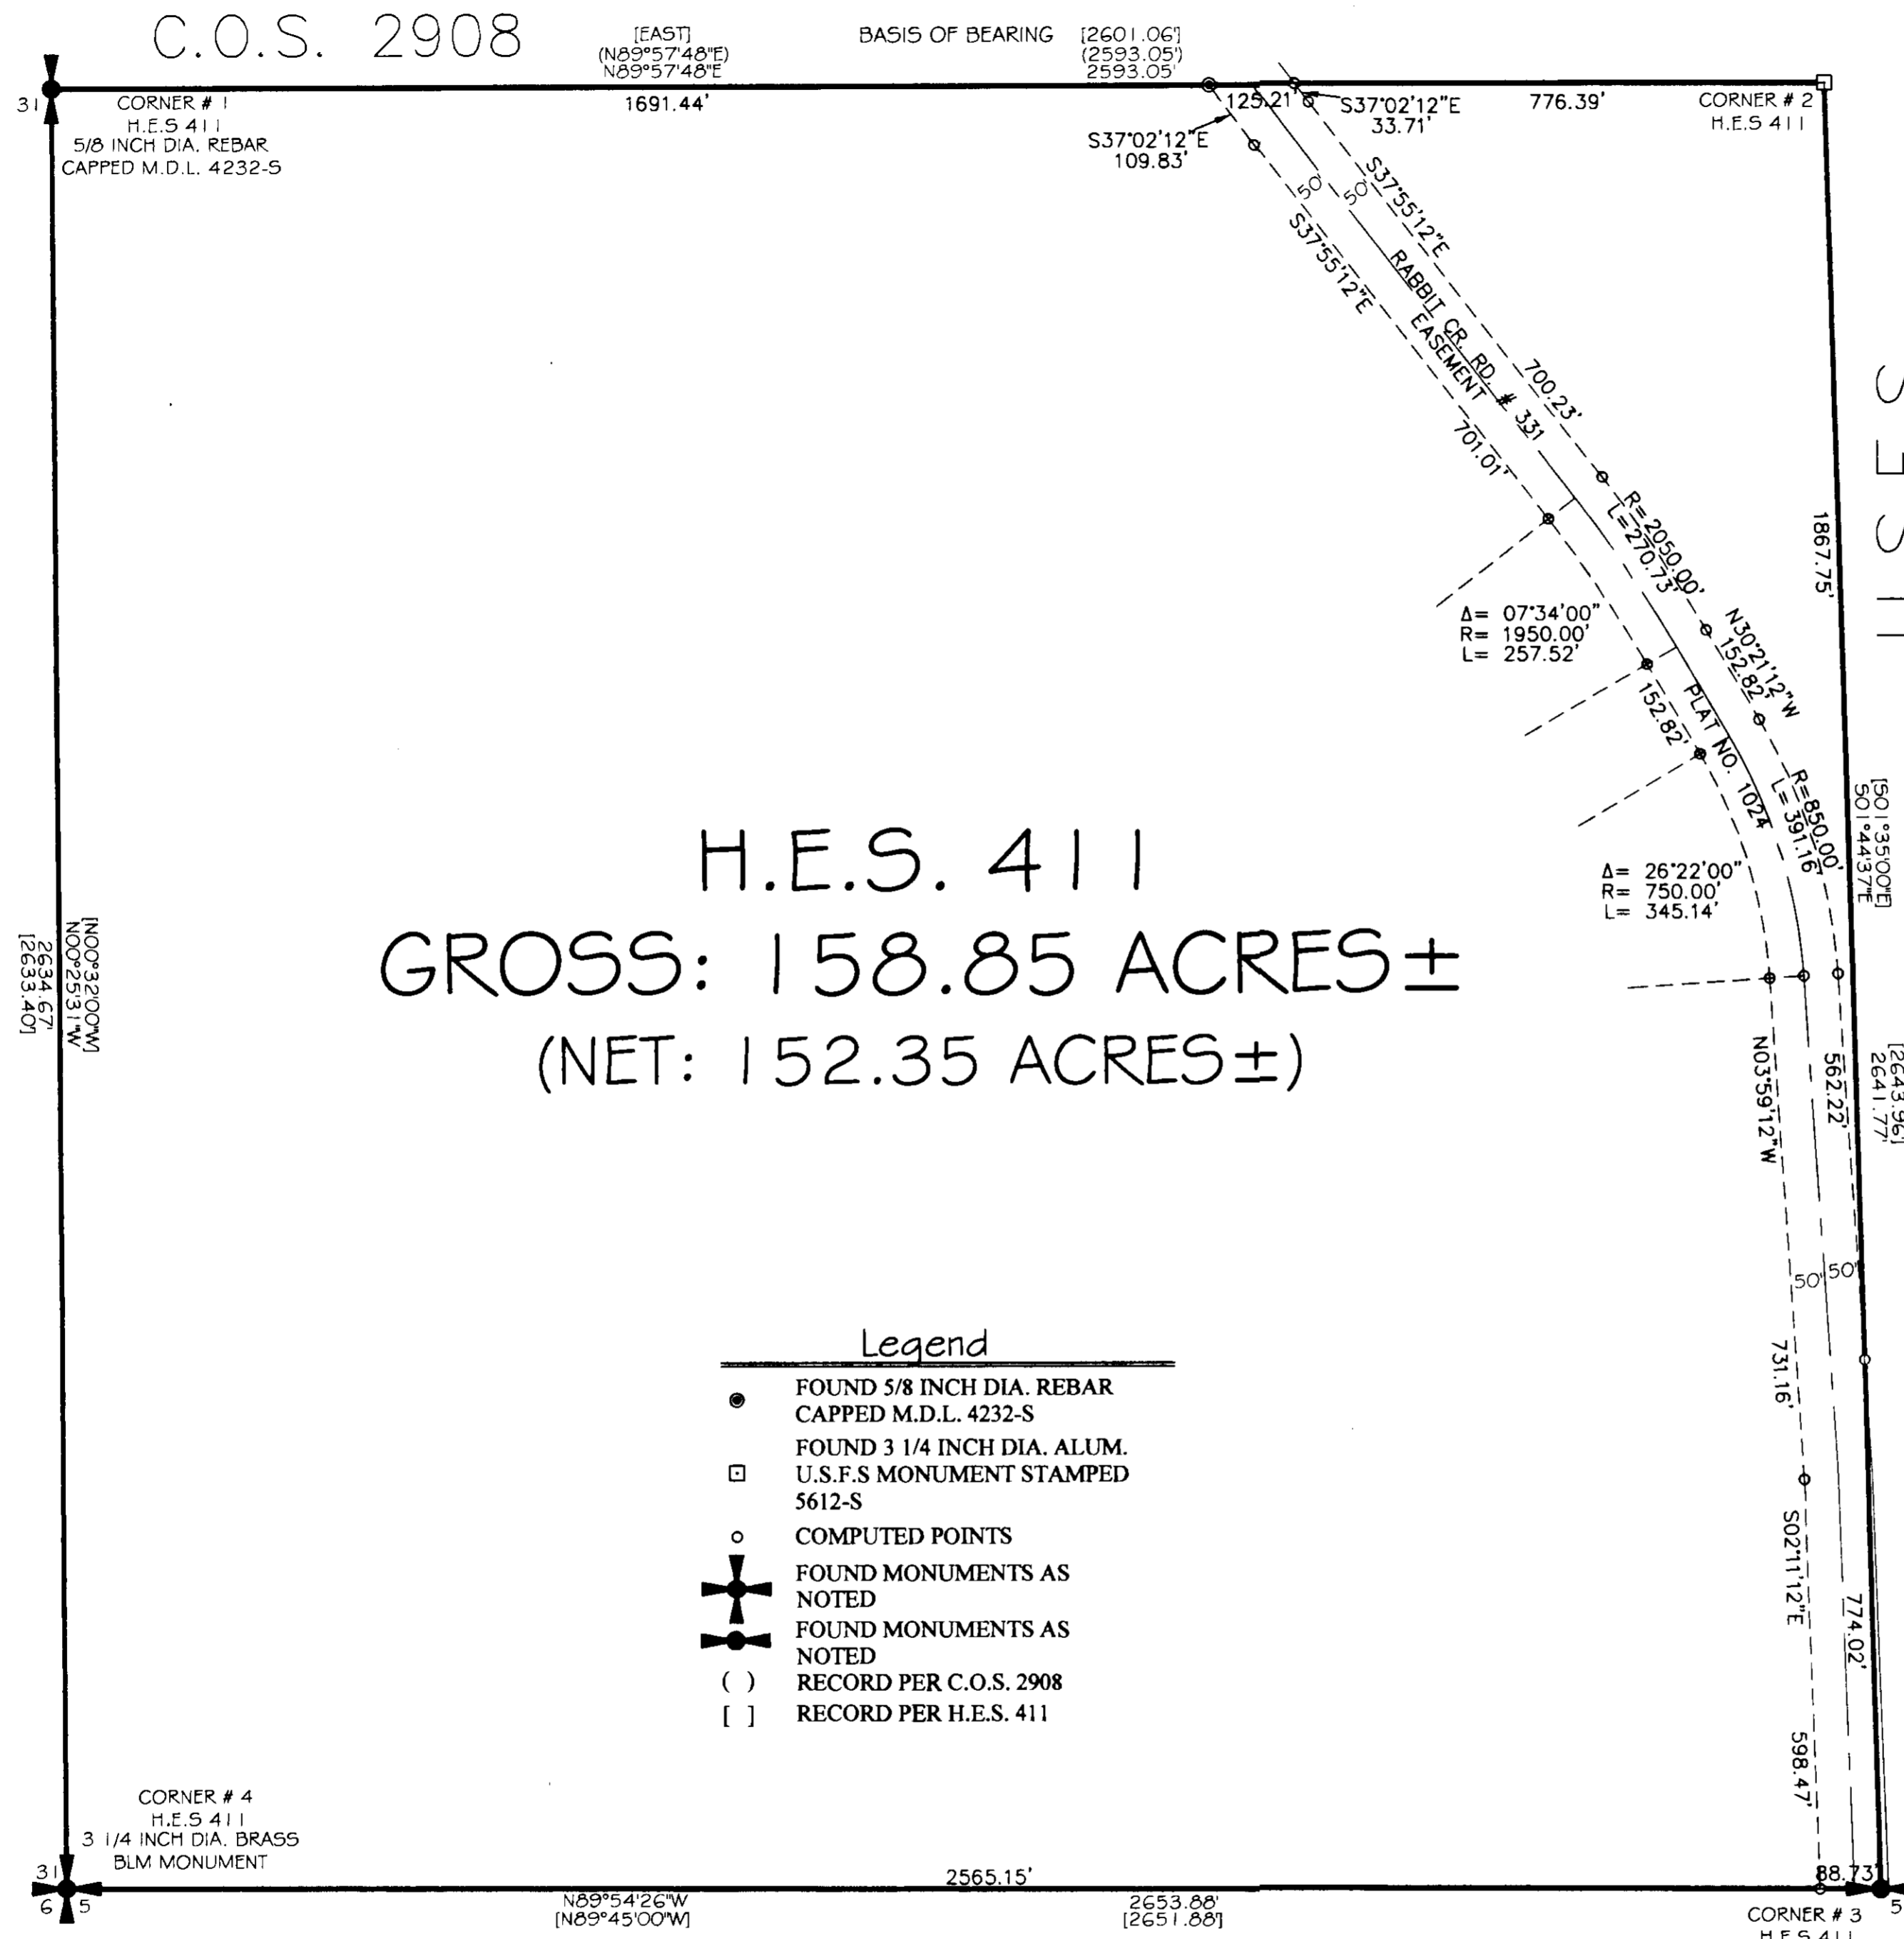 C.O.S. 2908
[EAST]
(N89°57'48"E)
N89°57'48"E
BASIS OF BEARING
[2601.06']
(2593.05')
2593.05'
31
CORNER # 1
H.E.S 411
5/8 INCH DIA. REBAR
CAPPED M.D.L. 4232-S
1691.44'
125.21'
S37°02'12"E
33.71'
776.39'
CORNER # 2
H.E.S 411
S37°02'12"E
109.83'
50'
50'
S37°55'12"E
S37°55'12"E
RABBIT CR. RD. # 331
EASEMENT
700.23'
701.01'
R=2050.00'
L=270.73'
1867.75'
Δ= 07°34'00"
R= 1950.00'
L= 257.52'
N30°21'12"W
152.82'
152.82'
PLAT NO. 1024
R=850.00'
L=391.16'
[S01°35'00"E]
S01°44'37"E
Δ= 26°22'00"
R= 750.00'
L= 345.14'
H.E.S. 411
GROSS: 158.85 ACRES±
(NET: 152.35 ACRES±)
[N00°32'00"W]
N00°25'31"W
2634.67'
[2633.40']
N03°59'12"W
562.22'
[2643.96']
2641.77'
50'
50'
731.16'
Legend
FOUND 5/8 INCH DIA. REBAR
CAPPED M.D.L. 4232-S
FOUND 3 1/4 INCH DIA. ALUM.
U.S.F.S MONUMENT STAMPED
5612-S
COMPUTED POINTS
FOUND MONUMENTS AS
NOTED
FOUND MONUMENTS AS
NOTED
( ) RECORD PER C.O.S. 2908
[ ] RECORD PER H.E.S. 411
S02°11'12"E
774.02'
598.47'
CORNER # 4
H.E.S 411
3 1/4 INCH DIA. BRASS
BLM MONUMENT
31
6
5
2565.15'
88.73'
N89°54'26"W
[N89°45'00"W]
2653.88'
[2651.88']
5
CORNER # 3
H.E.S 411